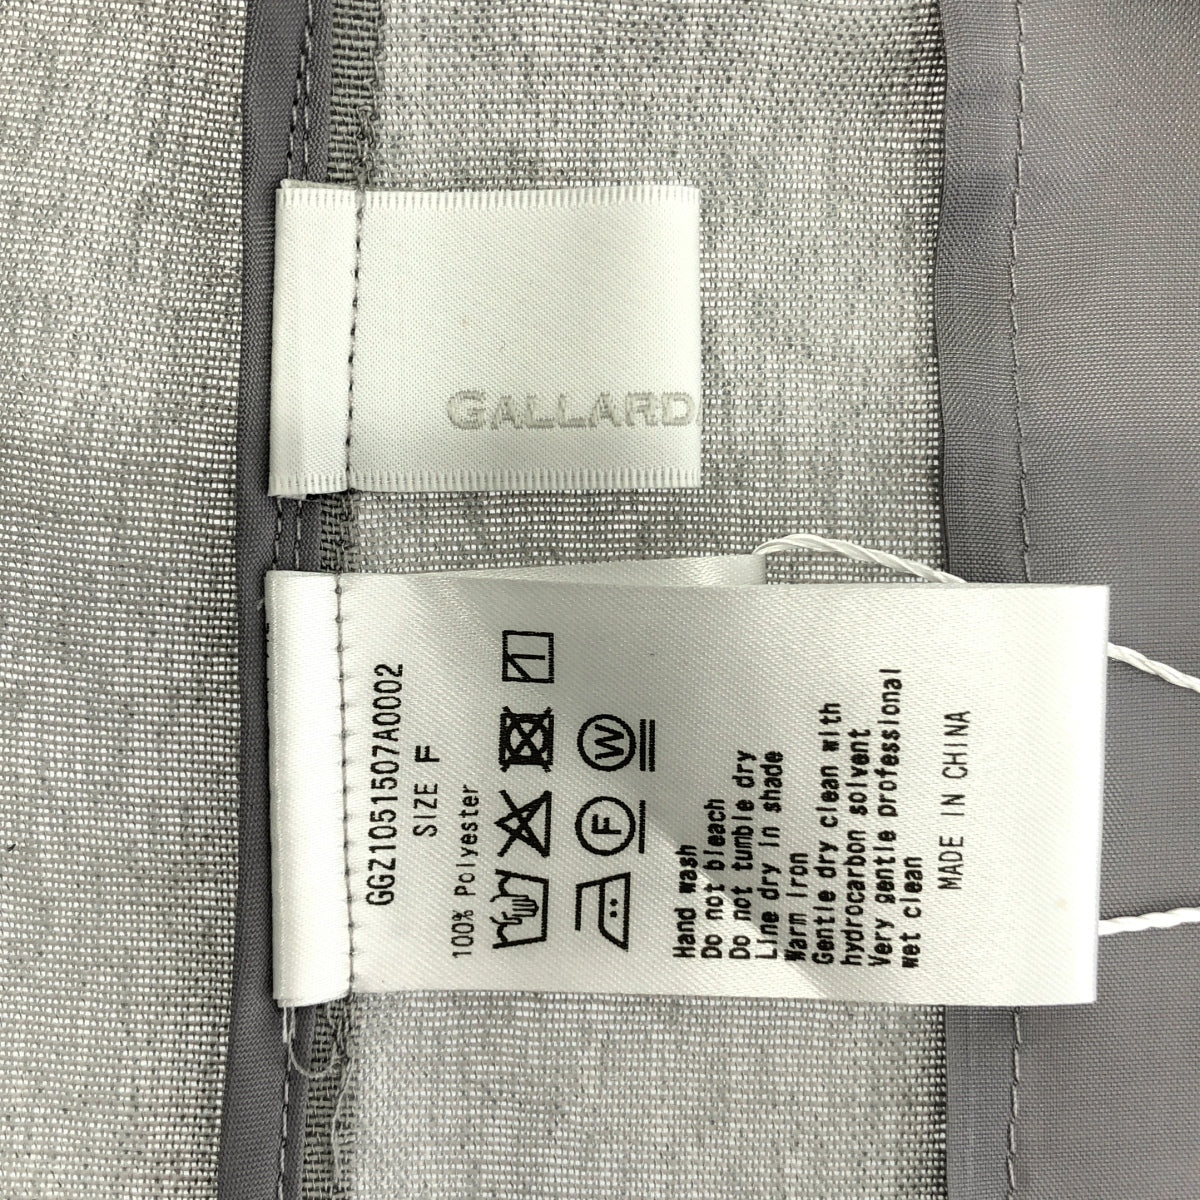 GALLARD
GGZ1051507A0002
SIZE F
100% Polyester
F
W
Hand wash
Do not bleach
Do not tumble dry
Line dry in shade
Warm iron
Gentle dry clean with
hydrocarbon solvent
Very gentle professional
wet clean
MADE IN CHINA